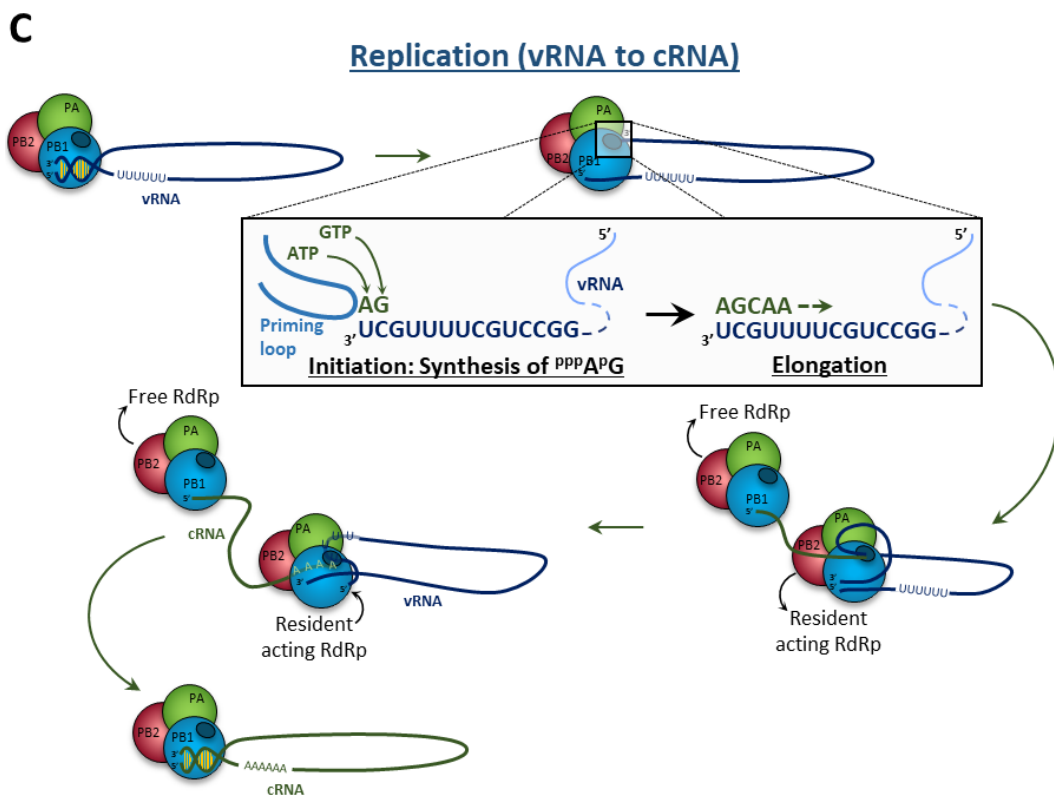 C
Replication (vRNA to cRNA)
PA
PB2
PB1
3'
5'
UUUUUU
vRNA
PA
3'
PB2
PB1
5'
UUUUUU
GTP
ATP
AG
Priming
loop
3'
UCGUUUUCGUCCGG
5'
vRNA
Initiation: Synthesis of pppApG
5'
AGCAA
3'
UCGUUUUCGUCCGG
Elongation
Free RdRp
PA
PB2
PB1
5'
cRNA
PA
PB2
U U U
A A A A
3'
5'
vRNA
Resident
acting RdRp
Free RdRp
PA
PB2
PB1
5'
PA
PB2
3'
5'
UUUUUU
Resident
acting RdRp
PA
PB2
PB1
3'
5'
AAAAAA
cRNA